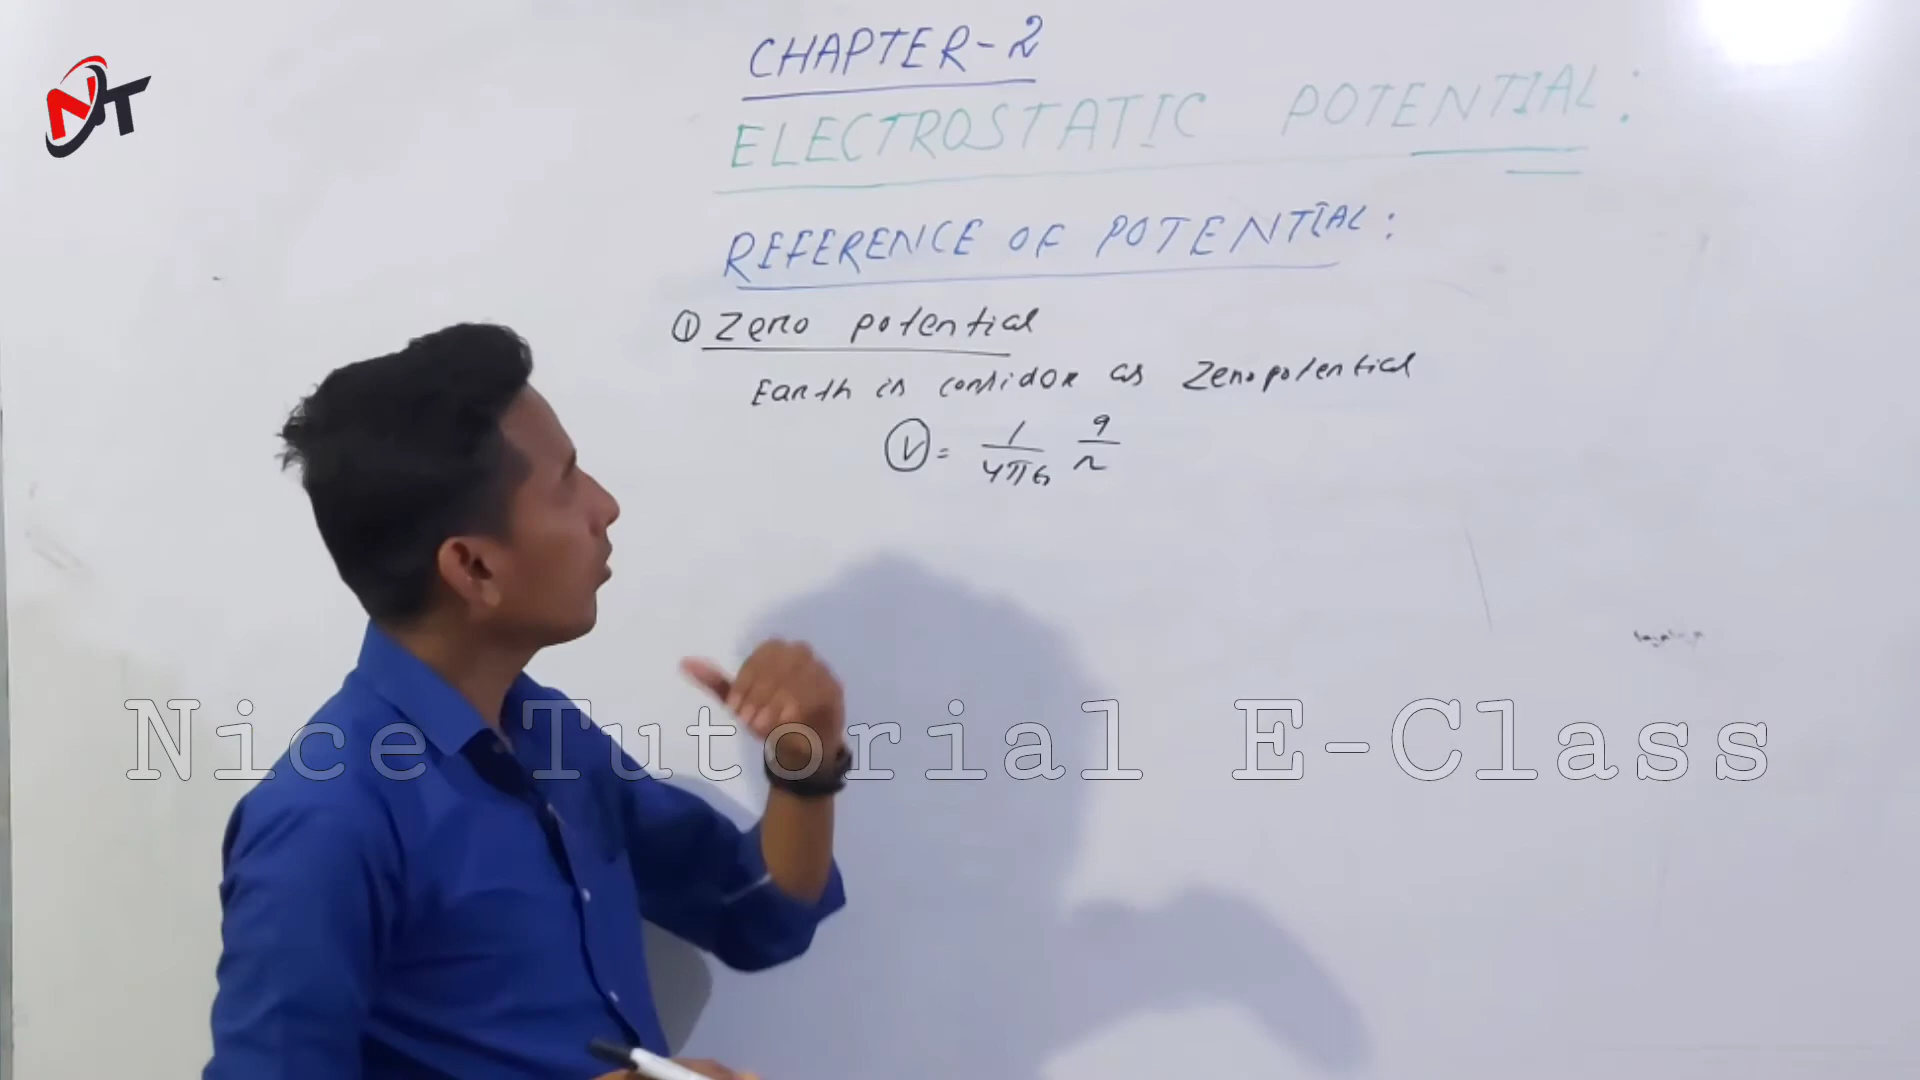 NT
CHAPTER-2
ELECTROSTATIC POTENTIAL:
REFERENCE OF POTENTIAL:
① Zero potential
Earth is considor as Zero potential
V = 1/4πε₀ q/r
Nice Tutorial E-Class